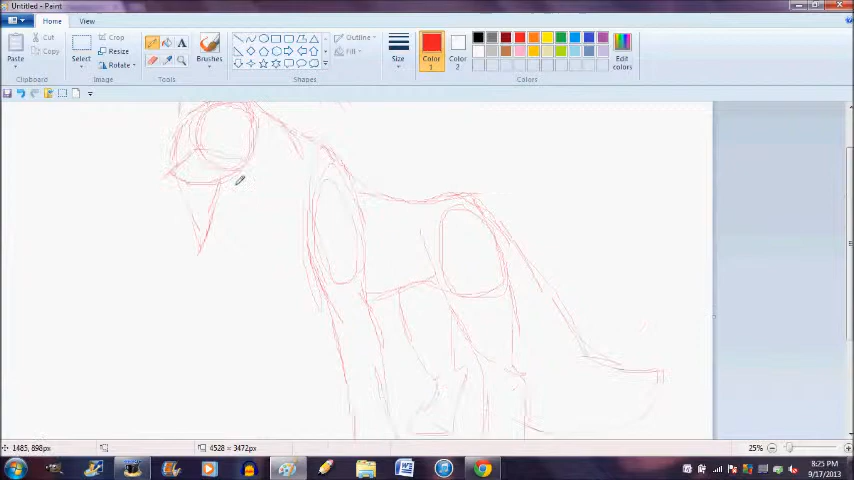 Untitled - Paint
Home View
Paste
Cut
Copy
Clipboard
Select
Crop
Resize
Rotate
Image
A
Tools
Brushes
Outline
Fill
Shapes
Size
Color
1
Color
2
Edit
colors
Colors
1485, 898px
4528 × 3472px
25%
8:25 PM
9/17/2013